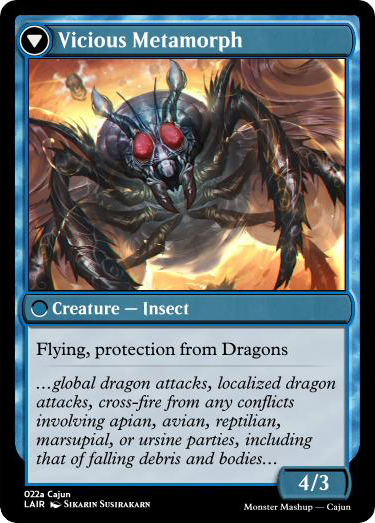 Vicious Metamorph
Creature — Insect
Flying, protection from Dragons
…global dragon attacks, localized dragon
attacks, cross-fire from any conflicts
involving apian, avian, reptilian,
marsupial, or ursine parties, including
that of falling debris and bodies…
4/3
022a Cajun
LAIR Sikarin Susirakarn
Monster Mashup — Cajun